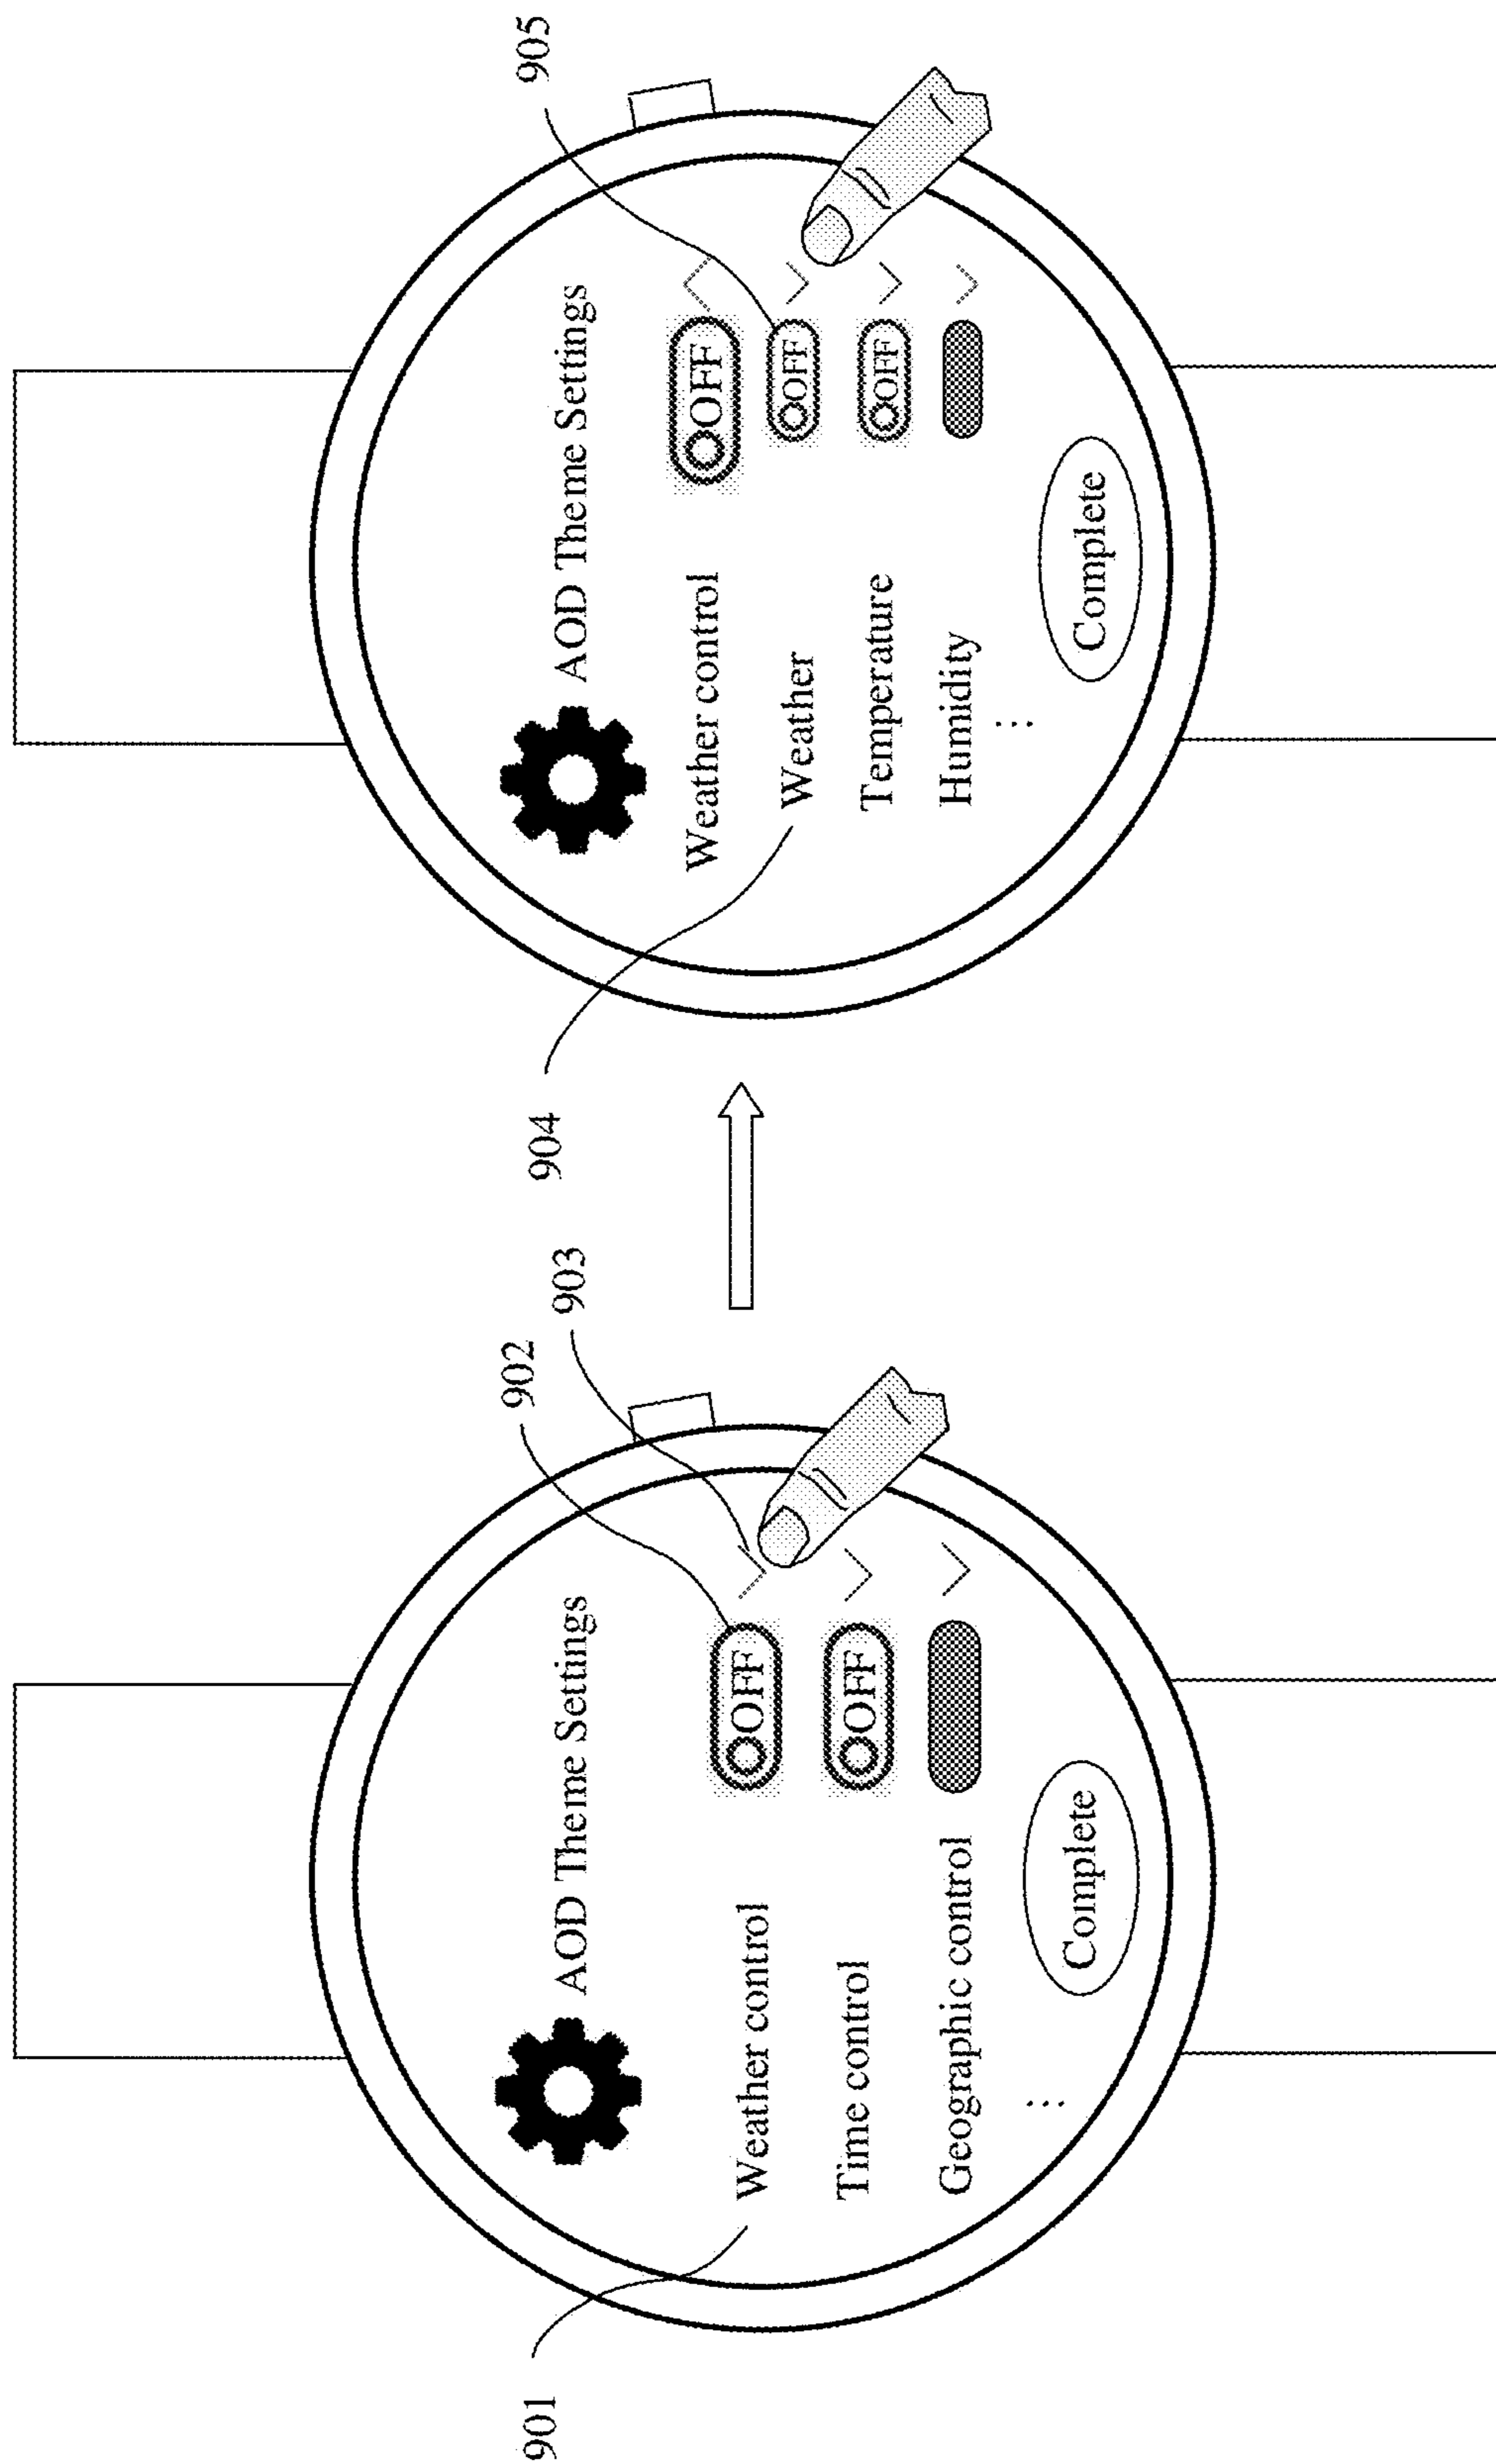 901
902
903
AOD Theme Settings
Weather control OFF
Time control OFF
Geographic control
⋮
Complete
904
905
AOD Theme Settings
Weather control OFF
Weather OFF
Temperature OFF
Humidity
⋮
Complete